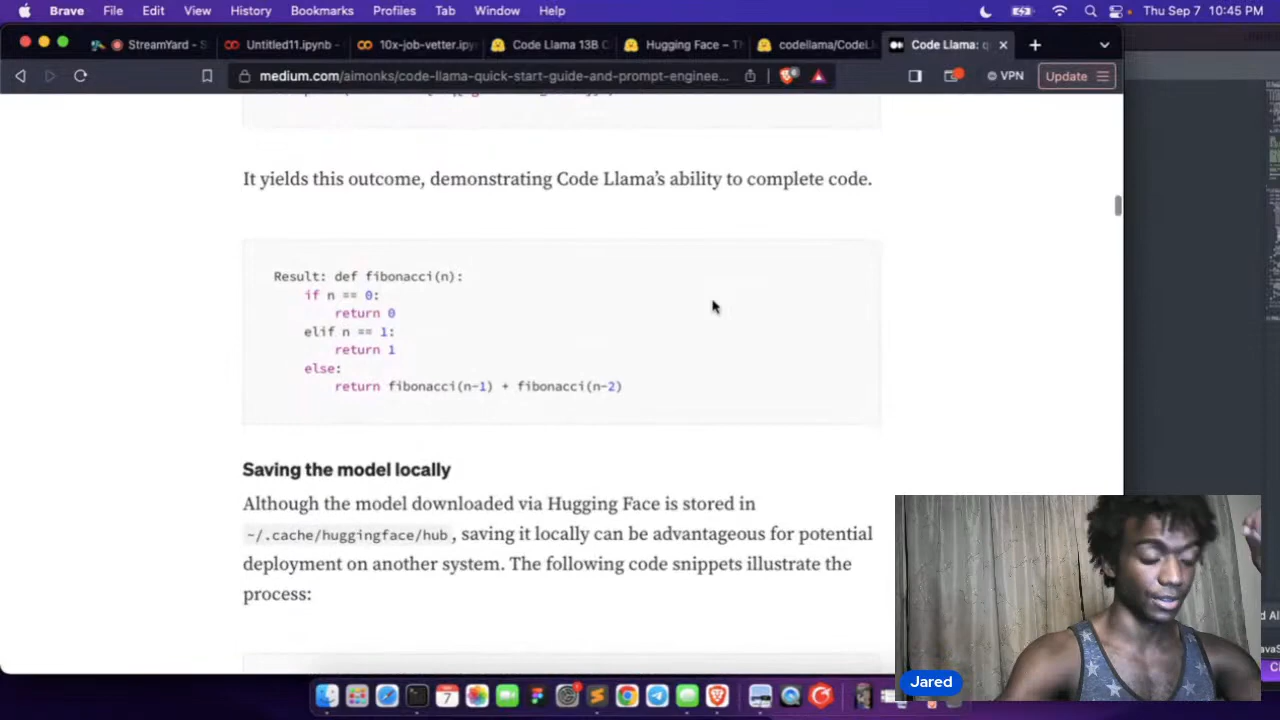 Brave File Edit View History Bookmarks Profiles Tab Window Help Thu Sep 7 10:45 PM
StreamYard - S Untitled11.ipynb - 10x-job-vetter.ipy Code Llama 13B C Hugging Face – T codellama/CodeL Code Llama: q
medium.com/aimonks/code-llama-quick-start-guide-and-prompt-enginee... VPN Update
It yields this outcome, demonstrating Code Llama’s ability to complete code.
Result: def fibonacci(n):
if n == 0:
return 0
elif n == 1:
return 1
else:
return fibonacci(n-1) + fibonacci(n-2)
Saving the model locally
Although the model downloaded via Hugging Face is stored in
~/.cache/huggingface/hub , saving it locally can be advantageous for potential
deployment on another system. The following code snippets illustrate the
process:
Jared